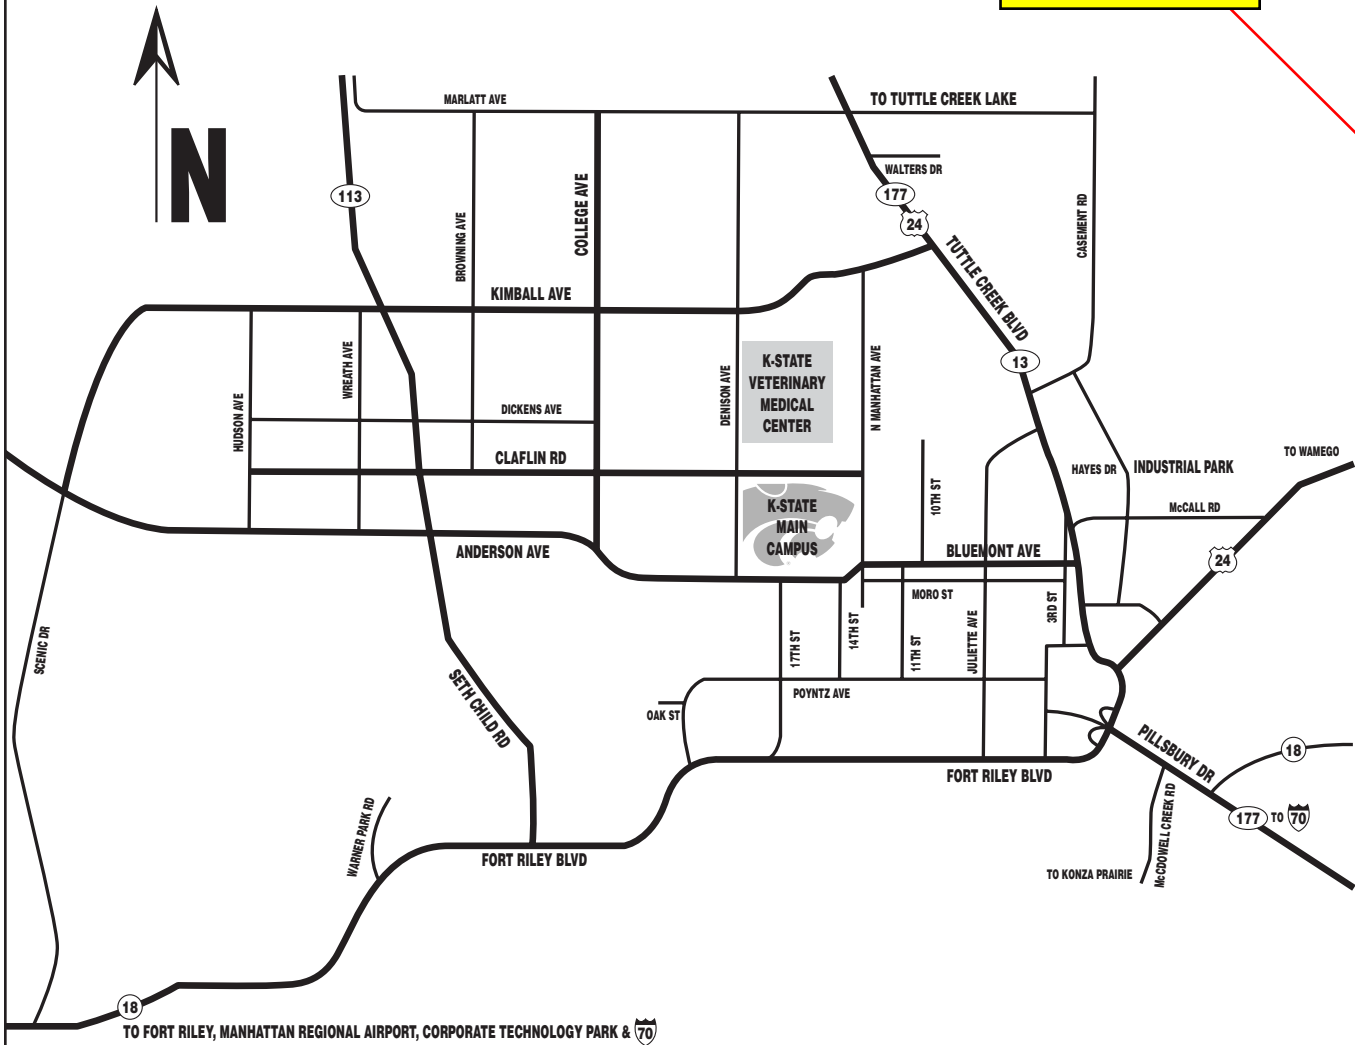 MARLATT AVE
TO TUTTLE CREEK LAKE
WALTERS DR
N
113
177
24
COLLEGE AVE
BROWNING AVE
CASEMENT RD
TUTTLE CREEK BLVD
KIMBALL AVE
13
WREATH AVE
HUDSON AVE
DENISON AVE
K-STATE
VETERINARY
MEDICAL
CENTER
N MANHATTAN AVE
DICKENS AVE
CLAFLIN RD
HAYES DR
INDUSTRIAL PARK
TO WAMEGO
K-STATE
MAIN
CAMPUS
10TH ST
McCALL RD
ANDERSON AVE
BLUEMONT AVE
24
MORO ST
3RD ST
SCENIC DR
17TH ST
14TH ST
11TH ST
JULIETTE AVE
SETH CHILD RD
POYNTZ AVE
OAK ST
PILLSBURY DR
18
FORT RILEY BLVD
WARNER PARK RD
McCDOWELL CREEK RD
177
TO
70
FORT RILEY BLVD
TO KONZA PRAIRIE
18
TO FORT RILEY, MANHATTAN REGIONAL AIRPORT, CORPORATE TECHNOLOGY PARK & 70